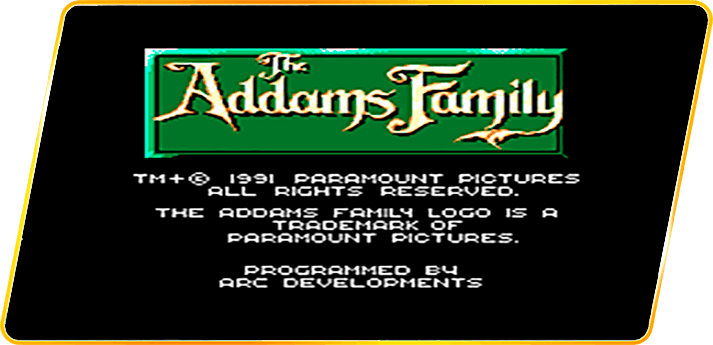 The
Addams Family
TM+© 1991 PARAMOUNT PICTURES
ALL RIGHTS RESERVED.
THE ADDAMS FAMILY LOGO IS A
TRADEMARK OF
PARAMOUNT PICTURES.
PROGRAMMED BY
ARC DEVELOPMENTS